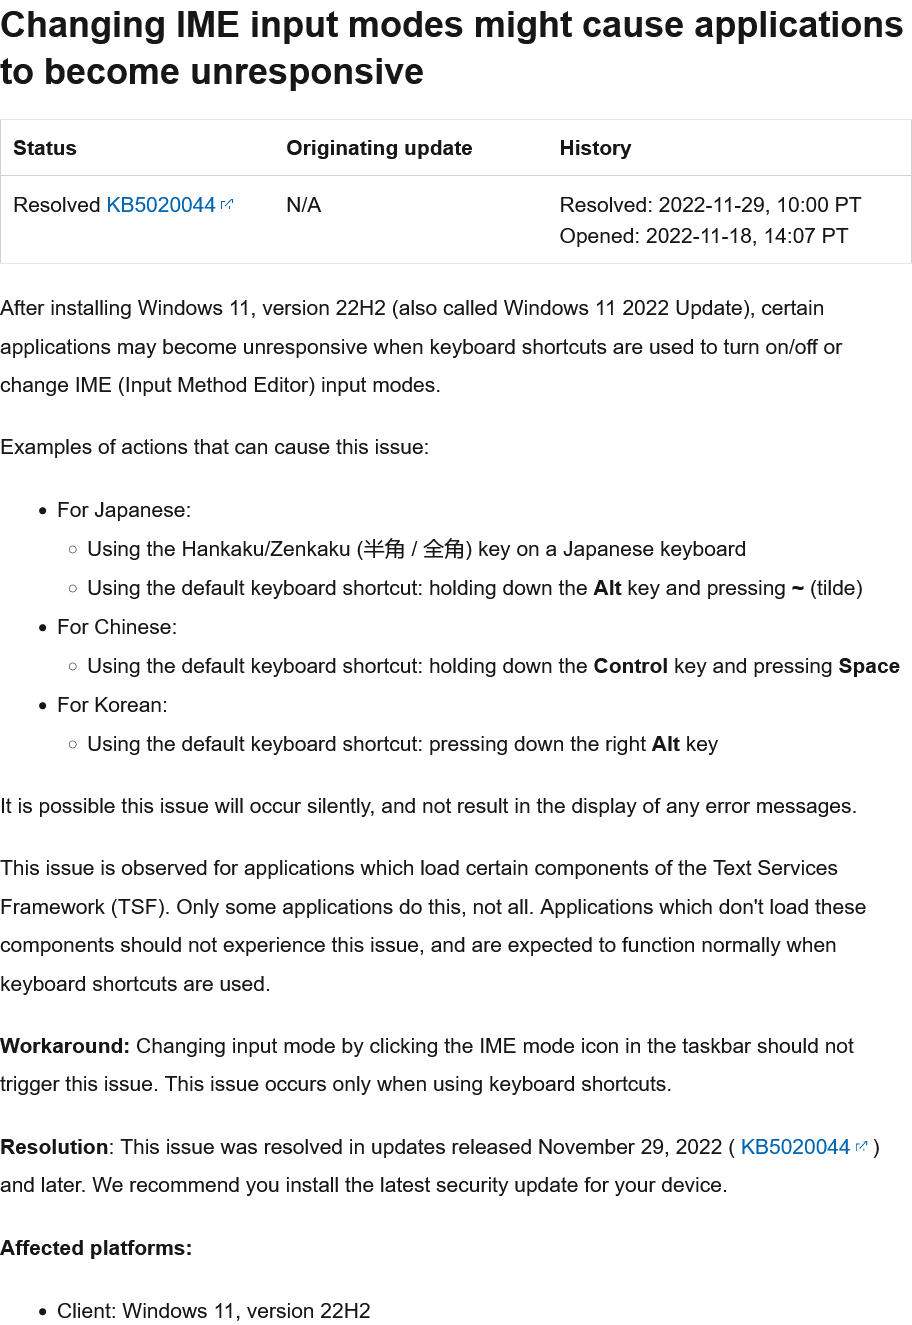 Changing IME input modes might cause applications
to become unresponsive
Status Originating update History
Resolved KB5020044 N/A Resolved: 2022-11-29, 10:00 PT
Opened: 2022-11-18, 14:07 PT
After installing Windows 11, version 22H2 (also called Windows 11 2022 Update), certain
applications may become unresponsive when keyboard shortcuts are used to turn on/off or
change IME (Input Method Editor) input modes.
Examples of actions that can cause this issue:
• For Japanese:
○ Using the Hankaku/Zenkaku (半角 / 全角) key on a Japanese keyboard
○ Using the default keyboard shortcut: holding down the Alt key and pressing ~ (tilde)
• For Chinese:
○ Using the default keyboard shortcut: holding down the Control key and pressing Space
• For Korean:
○ Using the default keyboard shortcut: pressing down the right Alt key
It is possible this issue will occur silently, and not result in the display of any error messages.
This issue is observed for applications which load certain components of the Text Services
Framework (TSF). Only some applications do this, not all. Applications which don't load these
components should not experience this issue, and are expected to function normally when
keyboard shortcuts are used.
Workaround: Changing input mode by clicking the IME mode icon in the taskbar should not
trigger this issue. This issue occurs only when using keyboard shortcuts.
Resolution: This issue was resolved in updates released November 29, 2022 ( KB5020044 )
and later. We recommend you install the latest security update for your device.
Affected platforms:
• Client: Windows 11, version 22H2